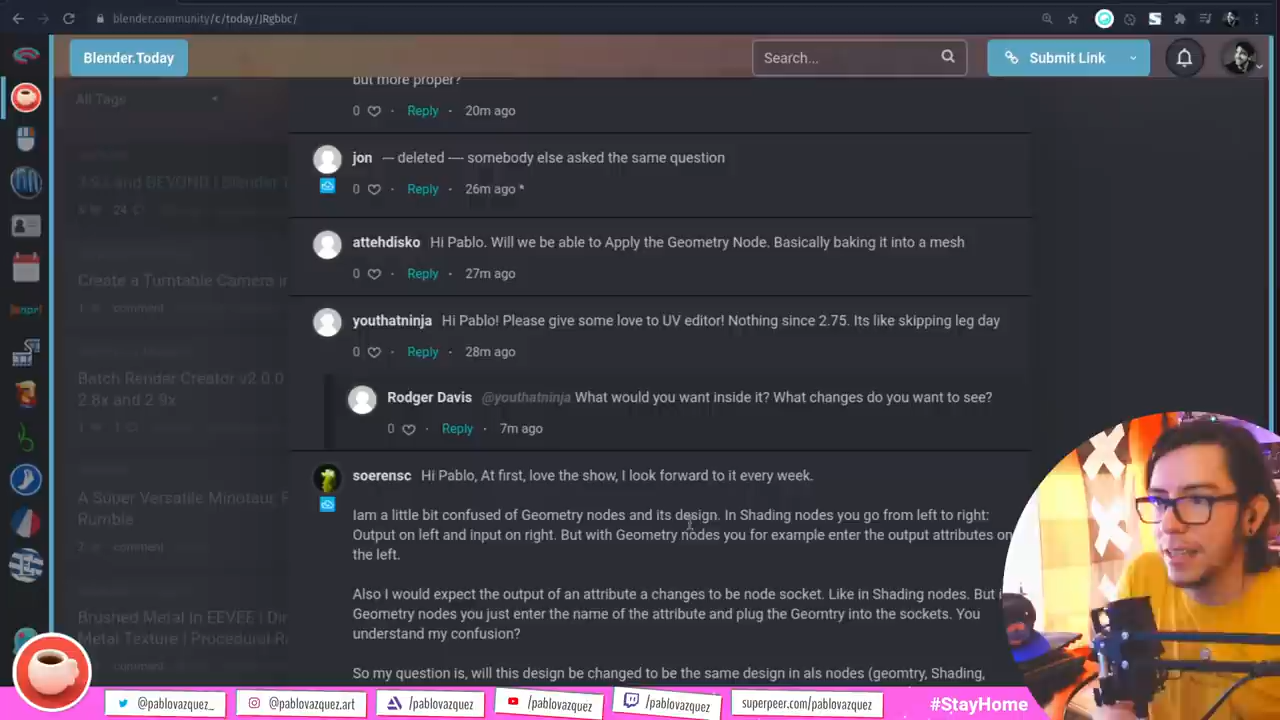 blender.community/c/today/jRgbbc/
Blender.Today
Search...
Submit Link
All Tags
but more proper?
0 Reply · 20m ago
jon — deleted — somebody else asked the same question
0 · Reply · 26m ago *
attehdisko Hi Pablo. Will we be able to Apply the Geometry Node. Basically baking it into a mesh
0 · Reply · 27m ago
youthatninja Hi Pablo! Please give some love to UV editor! Nothing since 2.75. Its like skipping leg day
0 · Reply · 28m ago
Rodger Davis @youthatninja What would you want inside it? What changes do you want to see?
0 · Reply · 7m ago
soerensc Hi Pablo, At first, love the show, I look forward to it every week.
Iam a little bit confused of Geometry nodes and its design. In Shading nodes you go from left to right:
Output on left and input on right. But with Geometry nodes you for example enter the output attributes on
the left.
Also I would expect the output of an attribute a changes to be node socket. Like in Shading nodes. But
Geometry nodes you just enter the name of the attribute and plug the Geomtry into the sockets. You
understand my confusion?
So my question is, will this design be changed to be the same design in als nodes (geomtry, Shading,
BEYOND | Blender
24
Create a Turntable Camera in
comment
Batch Render Creator v2.0.0
2.8x and 2.9x
A Super Versatile Minotaur
Rumble
comment
Brushed Metal in EEVEE |
Metal Texture | Procedural
comment
@pablovazquez_
@pablovazquez.art
/pablovazquez
/pablovazquez
/pablovazquez
superpeer.com/pablovazquez
#StayHome